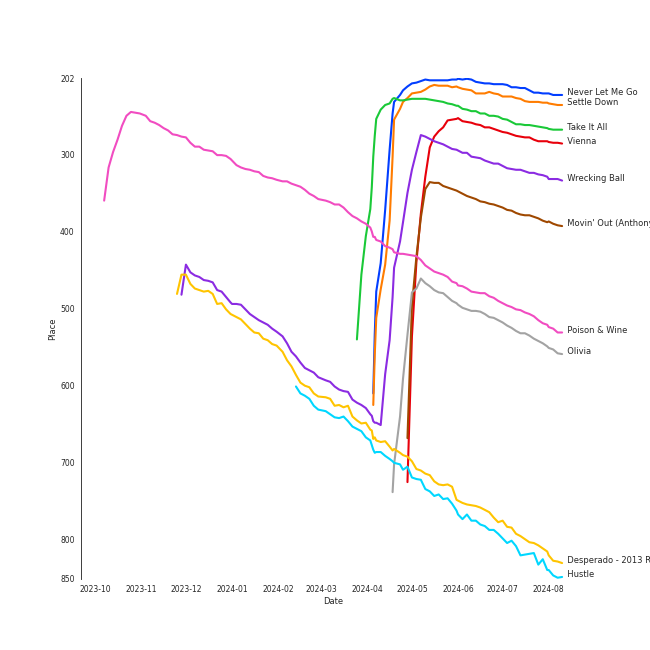 202
300
400
500
600
700
800
850
Place
2023-10
2023-11
2023-12
2024-01
2024-02
2024-03
2024-04
2024-05
2024-06
2024-07
2024-08
Date
Never Let Me Go
Settle Down
Take It All
Vienna
Wrecking Ball
Movin' Out (Anthony
Poison & Wine
Olivia
Desperado - 2013 R
Hustle